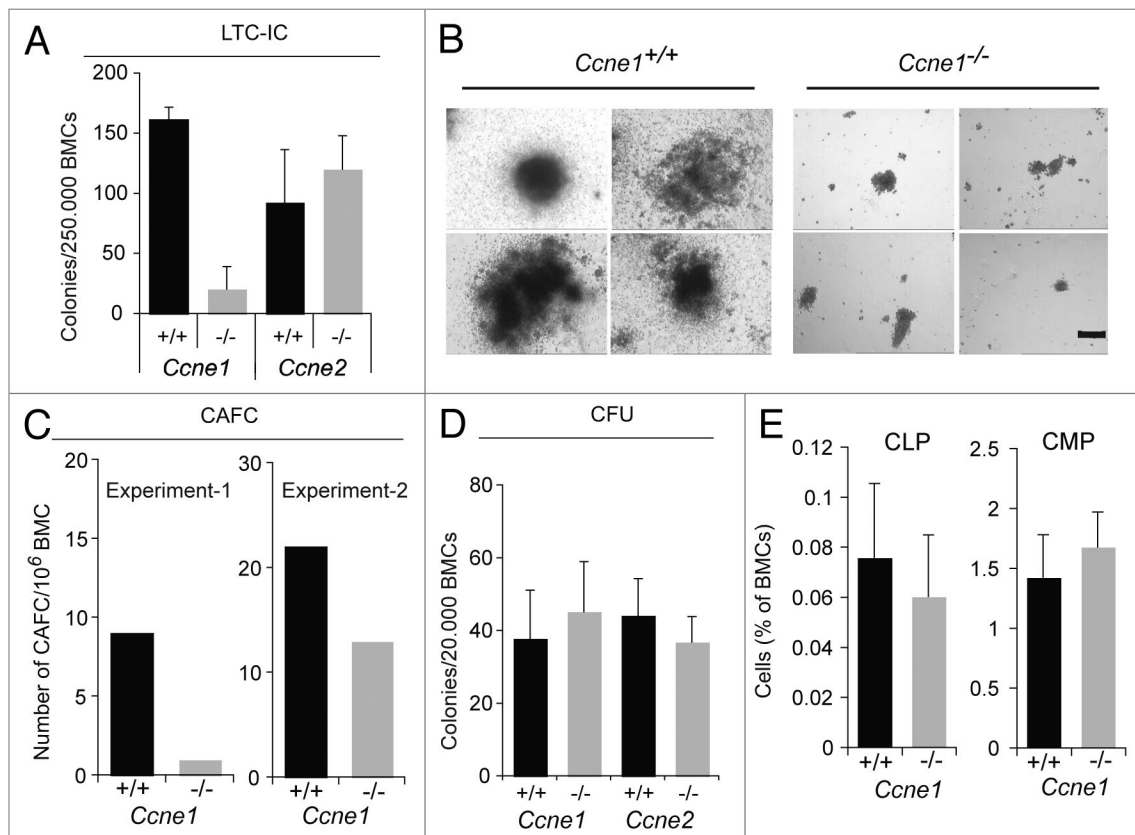 A
LTC-IC
Colonies/250.000 BMCs
200
150
100
50
0
+/+ -/- +/+ -/-
Ccne1 Ccne2
B
Ccne1+/+ Ccne1-/-
C
CAFC
Number of CAFC/10⁶ BMC
20
15
10
5
0
Experiment-1
+/+ -/-
Ccne1
30
20
10
0
Experiment-2
+/+ -/-
Ccne1
D
CFU
Colonies/20.000 BMCs
80
60
40
20
0
+/+ -/- +/+ -/-
Ccne1 Ccne2
E
CLP
Cells (% of BMCs)
0.12
0.1
0.08
0.06
0.04
0.02
0
+/+ -/-
Ccne1
CMP
2.5
2
1.5
1
0.5
0
+/+ -/-
Ccne1